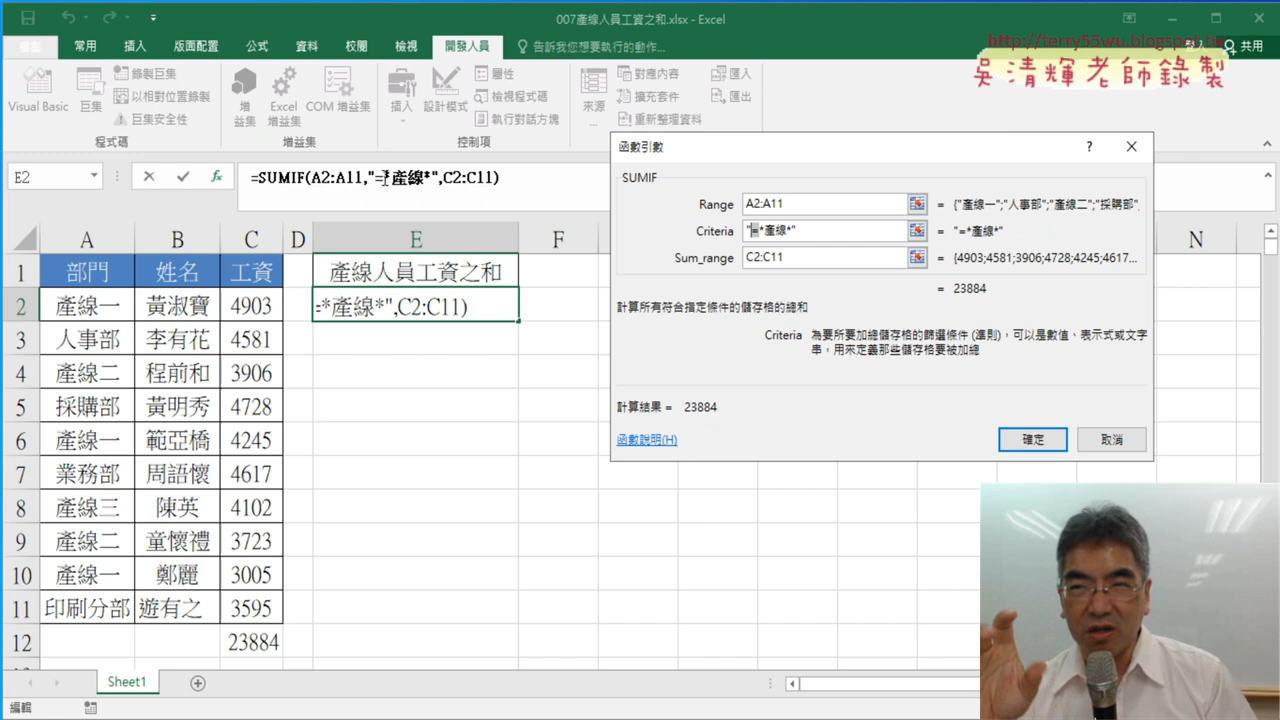 007產線人員工資之和.xlsx - Excel
常用 插入 版面配置 公式 資料 校閱 檢視 開發人員 告訴我您想要執行的動作... 共用
http://terry55wu.blogspot.tw
吳清輝老師錄製
Visual Basic 巨集 錄製巨集 以相對位置錄製 巨集安全性
增益集 Excel 增益集 COM 增益集
插入 設計模式 屬性 檢視程式碼 執行對話方塊
來源... 對應內容 擴充套件 重新整理資料 匯入 匯出
程式碼 增益集 控制項
E2 fx =SUMIF(A2:A11,"=*產線*",C2:C11)
A B C D E F N
1 部門 姓名 工資 產線人員工資之和
2 產線一 黃淑寶 4903 =*產線*",C2:C11)
3 人事部 李有花 4581
4 產線二 程前和 3906
5 採購部 黃明秀 4728
6 產線一 範亞橋 4245
7 業務部 周語懷 4617
8 產線三 陳英 4102
9 產線二 童懷禮 3723
10 產線一 鄭麗 3005
11 印刷分部 遊有之 3595
12 23884
Sheet1
編輯
函數引數 ?
SUMIF
Range A2:A11 = {"產線一";"人事部";"產線二";"採購部"
Criteria "=*產線*" = "=*產線*"
Sum_range C2:C11 = {4903;4581;3906;4728;4245;4617...
= 23884
計算所有符合指定條件的儲存格的總和
Criteria 為要所要加總儲存格的篩選條件 (準則)，可以是數值、表示式或文字
串，用來定義那些儲存格要被加總
計算結果 = 23884
函數說明(H) 確定 取消